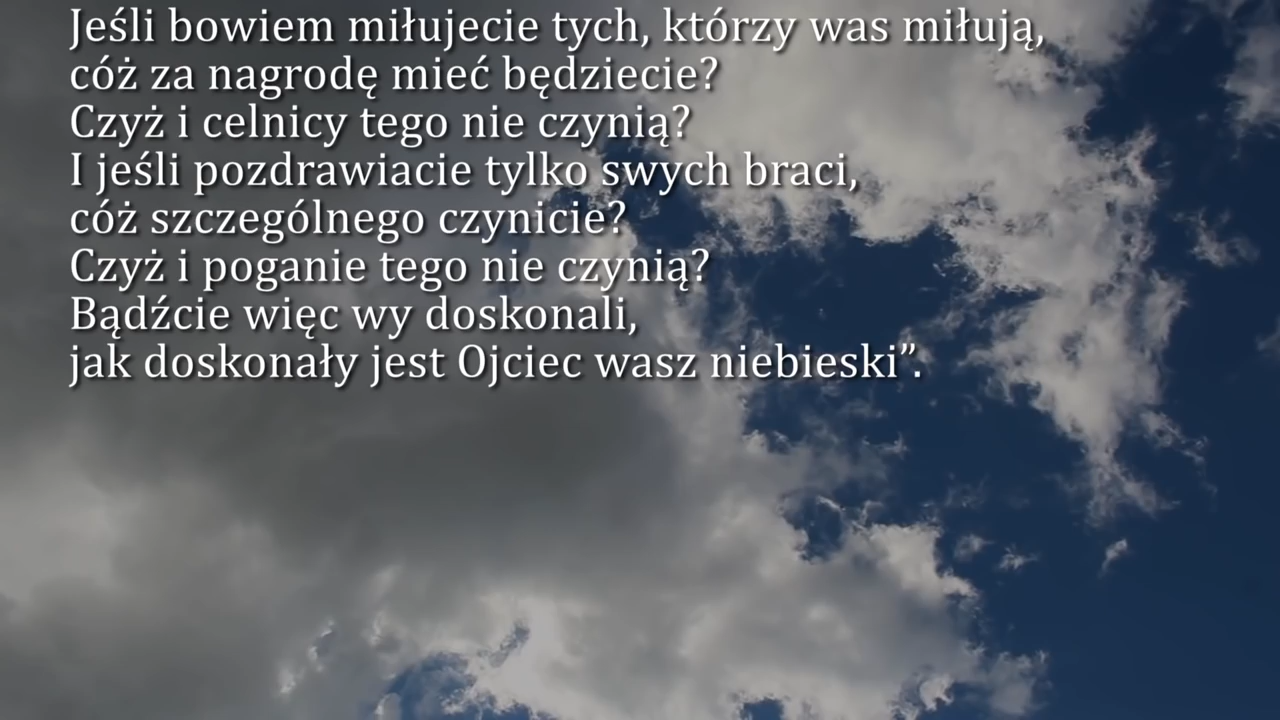 Jeśli bowiem miłujecie tych, którzy was miłują,
cóż za nagrodę mieć będziecie?
Czyż i celnicy tego nie czynią?
I jeśli pozdrawiacie tylko swych braci,
cóż szczególnego czynicie?
Czyż i poganie tego nie czynią?
Bądźcie więc wy doskonali,
jak doskonały jest Ojciec wasz niebieski”.